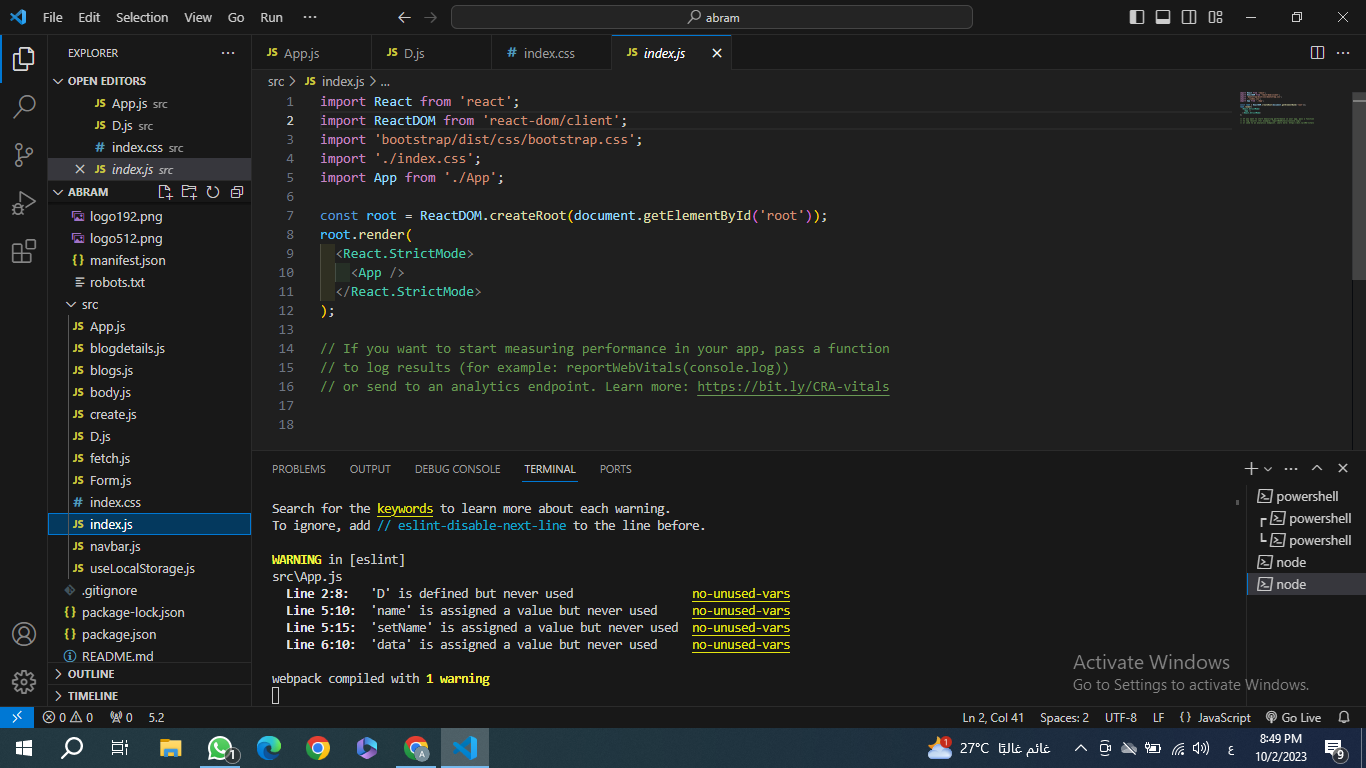 File Edit Selection View Go Run ···
abram
EXPLORER ···
OPEN EDITORS
JS App.js src
JS D.js src
# index.css src
JS index.js src
ABRAM
logo192.png
logo512.png
{} manifest.json
robots.txt
src
JS App.js
JS blogdetails.js
JS blogs.js
JS body.js
JS create.js
JS D.js
JS fetch.js
JS Form.js
# index.css
JS index.js
JS navbar.js
JS useLocalStorage.js
.gitignore
{} package-lock.json
{} package.json
README.md
OUTLINE
TIMELINE
JS App.js JS D.js # index.css JS index.js
src > JS index.js > ...
1 import React from 'react';
2 import ReactDOM from 'react-dom/client';
3 import 'bootstrap/dist/css/bootstrap.css';
4 import './index.css';
5 import App from './App';
6
7 const root = ReactDOM.createRoot(document.getElementById('root'));
8 root.render(
9 <React.StrictMode>
10 <App />
11 </React.StrictMode>
12 );
13
14 // If you want to start measuring performance in your app, pass a function
15 // to log results (for example: reportWebVitals(console.log))
16 // or send to an analytics endpoint. Learn more: https://bit.ly/CRA-vitals
17
18
PROBLEMS OUTPUT DEBUG CONSOLE TERMINAL PORTS
Search for the keywords to learn more about each warning.
To ignore, add // eslint-disable-next-line to the line before.
WARNING in [eslint]
src\App.js
Line 2:8: 'D' is defined but never used no-unused-vars
Line 5:10: 'name' is assigned a value but never used no-unused-vars
Line 5:15: 'setName' is assigned a value but never used no-unused-vars
Line 6:10: 'data' is assigned a value but never used no-unused-vars
webpack compiled with 1 warning
powershell
powershell
powershell
node
node
Activate Windows
Go to Settings to activate Windows.
0 0 0 5.2
Ln 2, Col 41 Spaces: 2 UTF-8 LF {} JavaScript Go Live
1 A 1 27°C غائم غالبًا ع
8:49 PM
10/2/2023
9